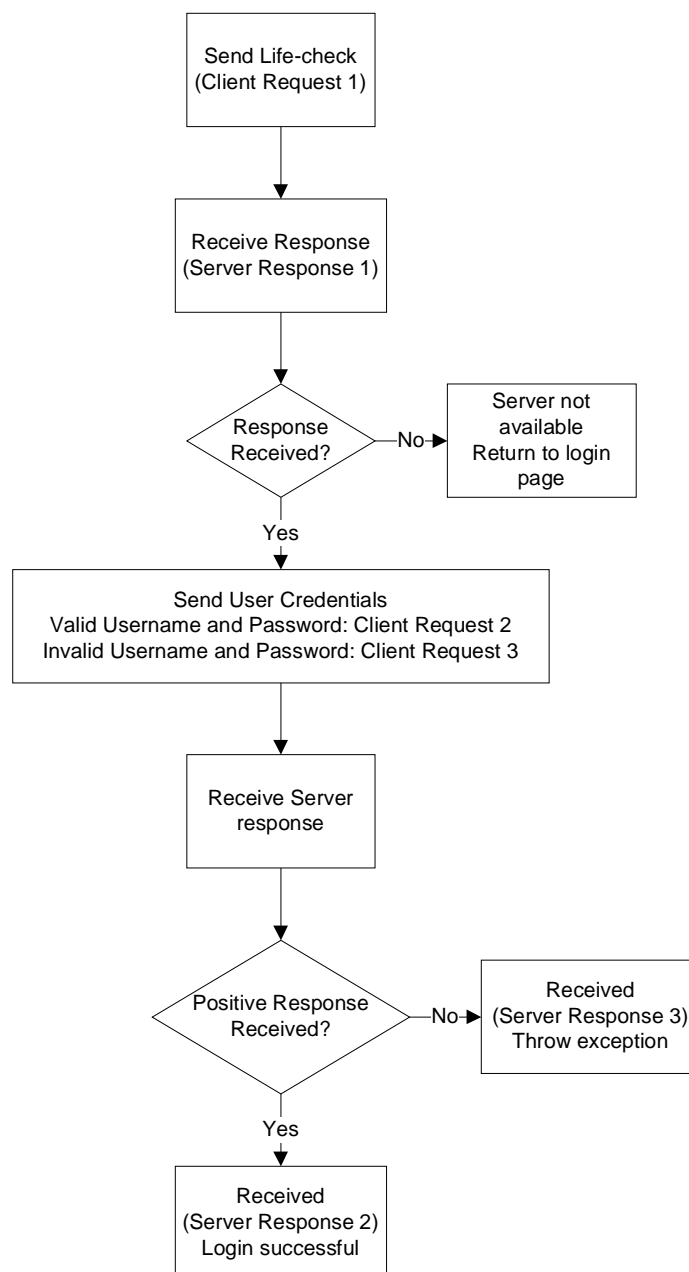 Send Life-check
(Client Request 1)
Receive Response
(Server Response 1)
Response
Received?
No
Server not
available
Return to login
page
Yes
Send User Credentials
Valid Username and Password: Client Request 2
Invalid Username and Password: Client Request 3
Receive Server
response
Positive Response
Received?
No
Received
(Server Response 3)
Throw exception
Yes
Received
(Server Response 2)
Login successful